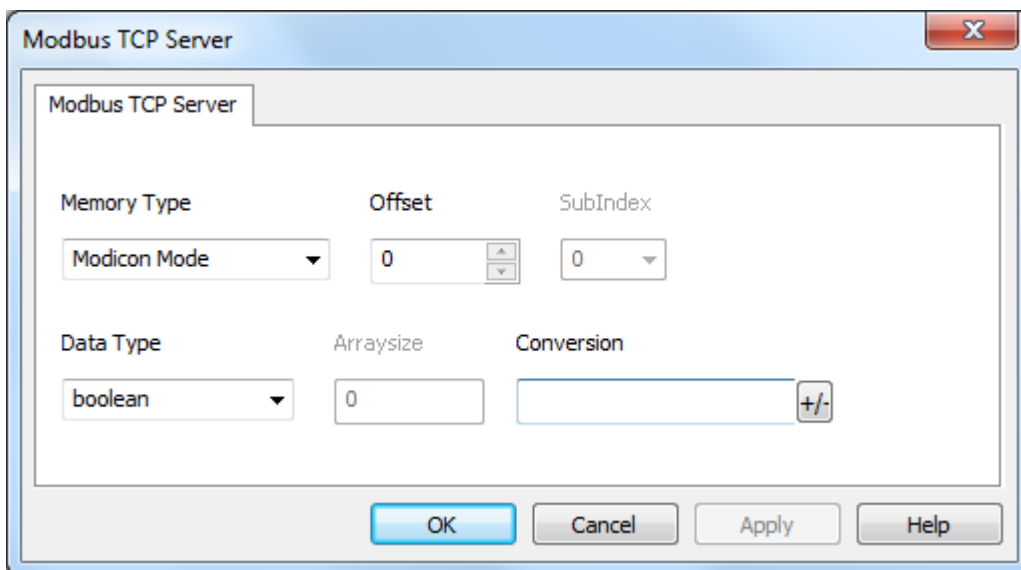 Modbus TCP Server
Modbus TCP Server
Memory Type Offset SubIndex
Modicon Mode 0 0
Data Type Arraysize Conversion
boolean 0 +/-
OK Cancel Apply Help